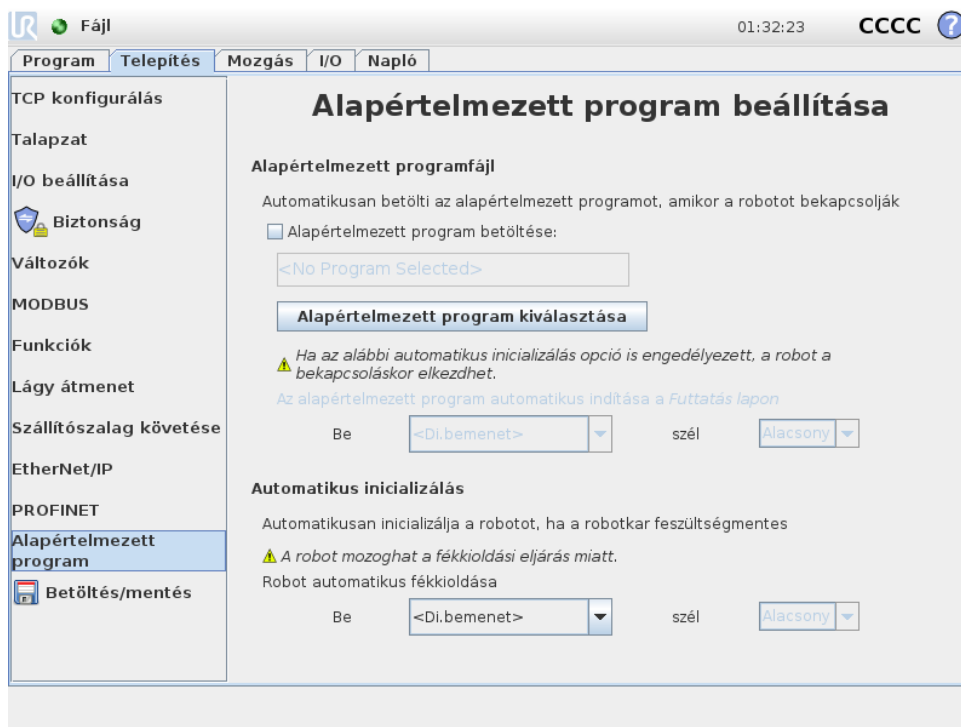 UR Fájl 01:32:23 CCCC ?
Program Telepítés Mozgás I/O Napló
TCP konfigurálás
Talapzat
I/O beállítása
Biztonság
Változók
MODBUS
Funkciók
Lágy átmenet
Szállítószalag követése
EtherNet/IP
PROFINET
Alapértelmezett
program
Betöltés/mentés
Alapértelmezett program beállítása
Alapértelmezett programfájl
Automatikusan betölti az alapértelmezett programot, amikor a robotot bekapcsolják
Alapértelmezett program betöltése:
<No Program Selected>
Alapértelmezett program kiválasztása
Ha az alábbi automatikus inicializálás opció is engedélyezett, a robot a
bekapcsoláskor elkezdhet.
Az alapértelmezett program automatikus indítása a Futtatás lapon
Be <Di.bemenet> szél Alacsony
Automatikus inicializálás
Automatikusan inicializálja a robotot, ha a robotkar feszültségmentes
A robot mozoghat a fékkioldási eljárás miatt.
Robot automatikus fékkioldása
Be <Di.bemenet> szél Alacsony